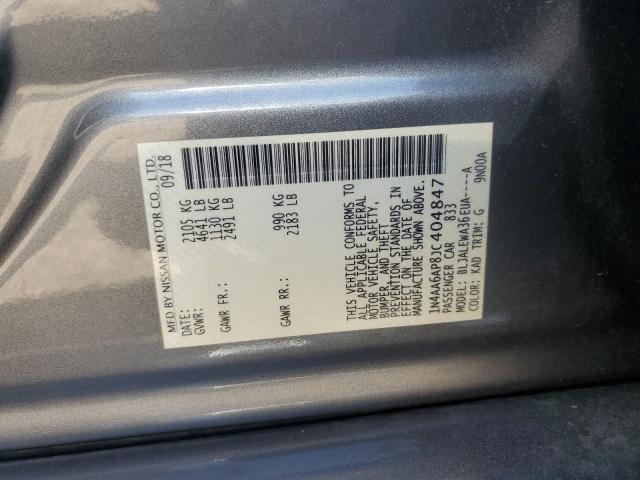 MFD BY NISSAN MOTOR CO., LTD.
DATE: 09/18
GVWR: 2105 KG
4641 LB
GAWR FR.: 1130 KG
2491 LB
GAWR RR.: 990 KG
2183 LB
THIS VEHICLE CONFORMS TO
ALL APPLICABLE FEDERAL
MOTOR VEHICLE SAFETY,
BUMPER, AND THEFT
PREVENTION STANDARDS IN
EFFECT ON THE DATE OF
MANUFACTURE SHOWN ABOVE.
1N4AA6AP8JC404847
PASSENGER CAR 833
MODEL: BLJALEWA36EUA----A
COLOR: KAD TRIM: G 9N00A